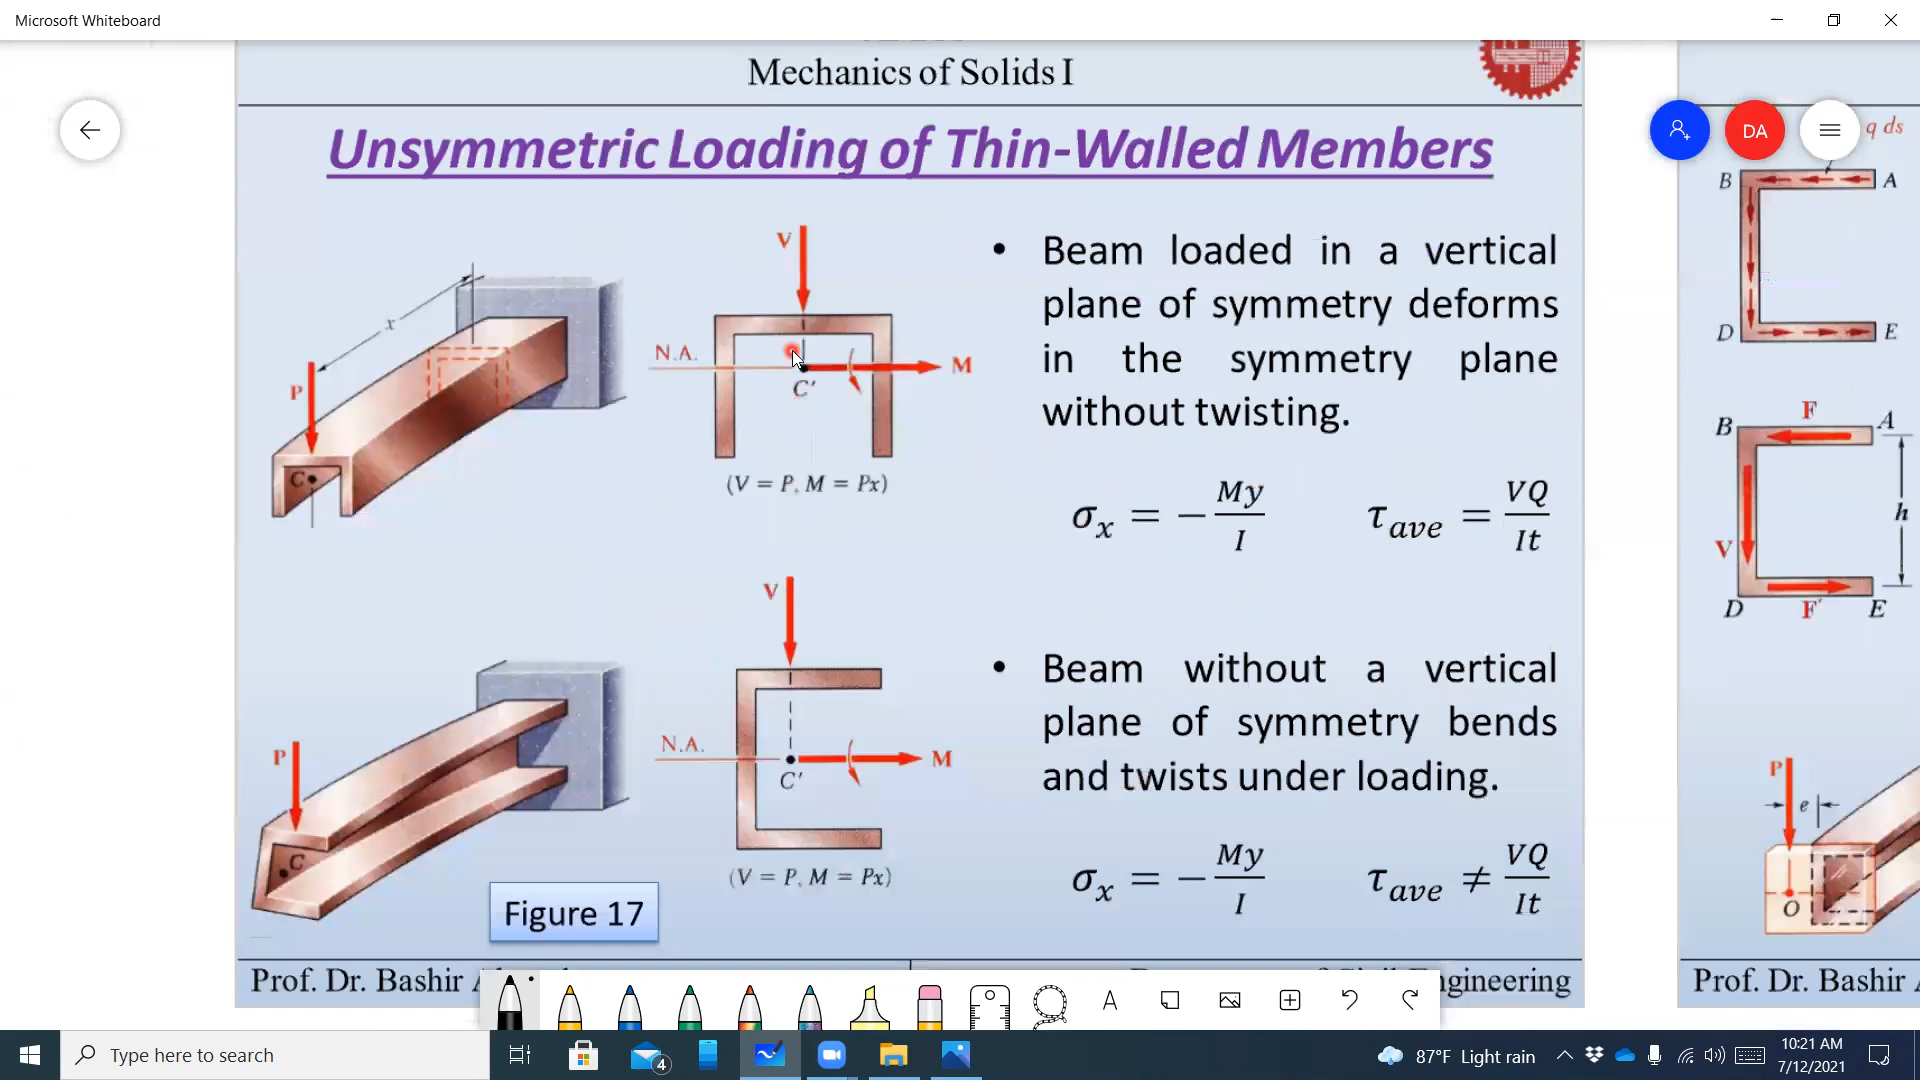 Microsoft Whiteboard
Mechanics of Solids I
Unsymmetric Loading of Thin-Walled Members
x
P
C
V
N.A.
M
C′
(V = P, M = Px)
• Beam loaded in a vertical
plane of symmetry deforms
in the symmetry plane
without twisting.
σx = − My/I
τave = VQ/It
P
C
V
N.A.
M
C′
(V = P, M = Px)
Figure 17
• Beam without a vertical
plane of symmetry bends
and twists under loading.
σx = − My/I
τave ≠ VQ/It
Prof. Dr. Bashir
DA
q ds
B
A
D
E
F
B
A
h
V
D
F′
E
P
e
O
Prof. Dr. Bashir
A
Type here to search
4
87°F Light rain
10:21 AM
7/12/2021